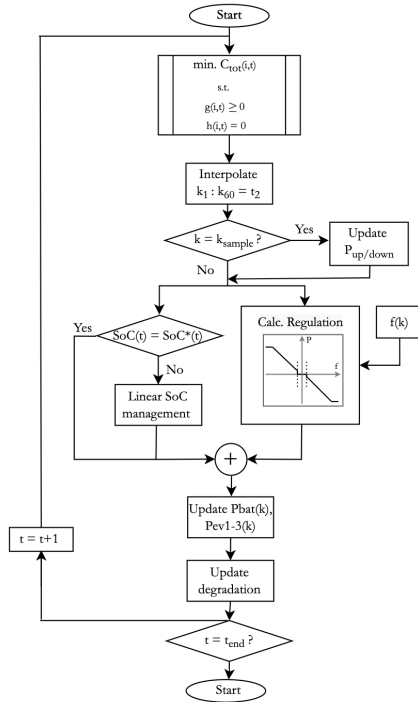 Start
min. C_tot(i,t)
s.t.
g(i,t) ≥ 0
h(i,t) = 0
Interpolate
k_1 : k_60 = t_2
k = k_sample ?
Yes
Update
P_up/down
No
SoC(t) = SoC*(t)
Yes
No
Linear SoC
management
Calc. Regulation
P
f
f(k)
+
Update Pbat(k),
Pev1-3(k)
t = t+1
Update
degradation
t = t_end ?
Start